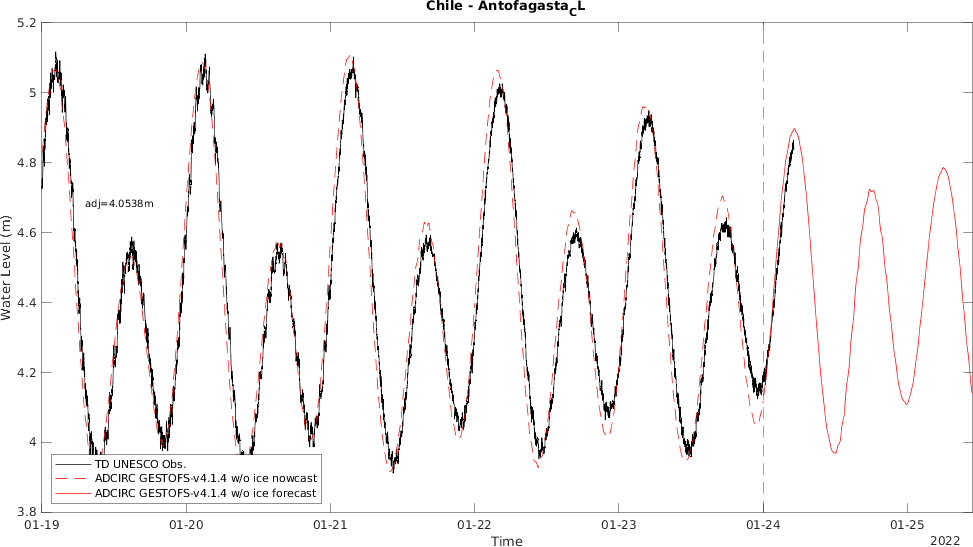 Chile - Antofagasta_CL
5.2
5
4.8
4.6
4.4
4.2
4
3.8
Water Level (m)
adj=4.0538m
TD UNESCO Obs.
ADCIRC GESTOFS-v4.1.4 w/o ice nowcast
ADCIRC GESTOFS-v4.1.4 w/o ice forecast
01-19 01-20 01-21 01-22 01-23 01-24 01-25
Time
2022